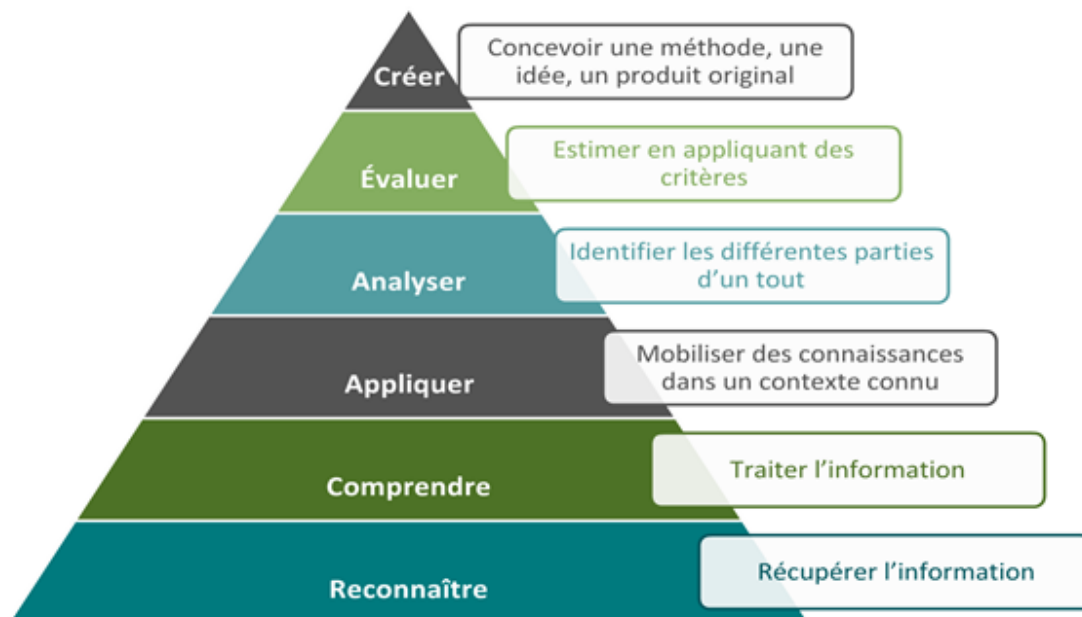 Concevoir une méthode, une
idée, un produit original
Créer
Estimer en appliquant des
critères
Évaluer
Identifier les différentes parties
d’un tout
Analyser
Mobiliser des connaissances
dans un contexte connu
Appliquer
Traiter l’information
Comprendre
Récupérer l’information
Reconnaître